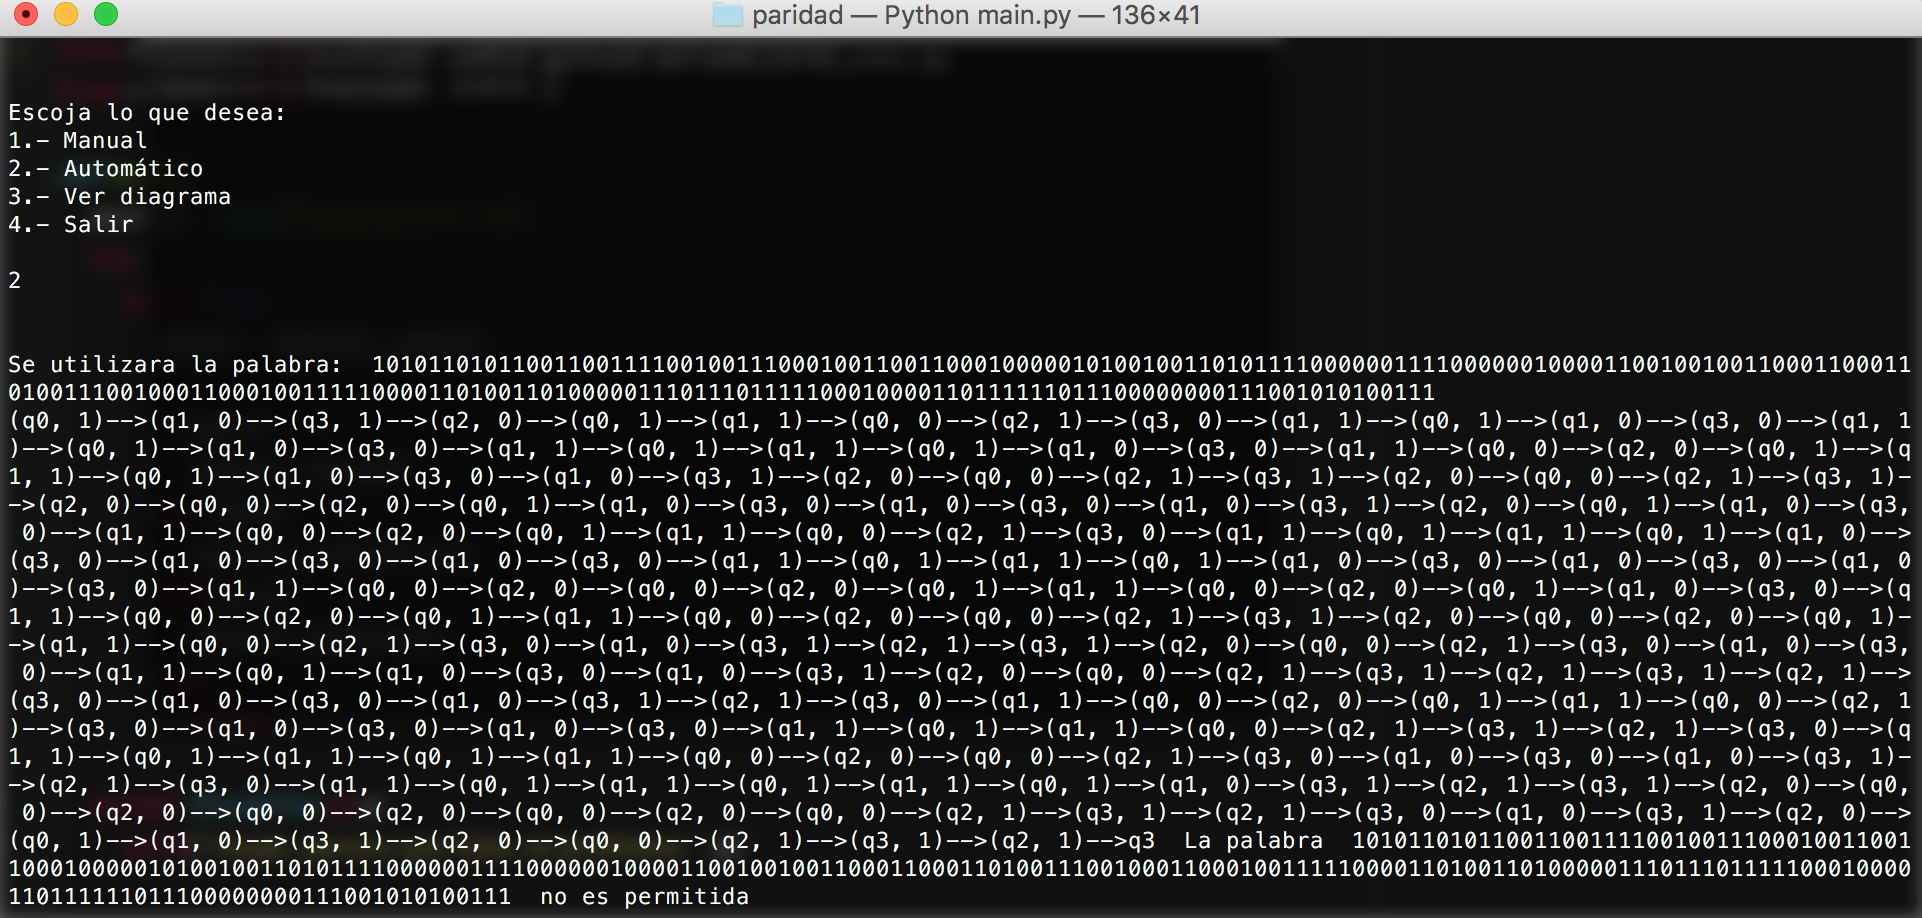 paridad — Python main.py — 136×41
Escoja lo que desea:
1.- Manual
2.- Automático
3.- Ver diagrama
4.- Salir
2
Se utilizara la palabra:  10101101011001100111100100111000100110011000100000101001001101011110000001111000000100001100100100110001100011
010011100100011000100111110000110100110100000111011101111100010000110111111011100000000111001010100111
(q0, 1)-->(q1, 0)-->(q3, 1)-->(q2, 0)-->(q0, 1)-->(q1, 1)-->(q0, 0)-->(q2, 1)-->(q3, 0)-->(q1, 1)-->(q0, 1)-->(q1, 0)-->(q3, 0)-->(q1, 1
)-->(q0, 1)-->(q1, 0)-->(q3, 0)-->(q1, 1)-->(q0, 1)-->(q1, 1)-->(q0, 1)-->(q1, 0)-->(q3, 0)-->(q1, 1)-->(q0, 0)-->(q2, 0)-->(q0, 1)-->(q
1, 1)-->(q0, 1)-->(q1, 0)-->(q3, 0)-->(q1, 0)-->(q3, 1)-->(q2, 0)-->(q0, 0)-->(q2, 1)-->(q3, 1)-->(q2, 0)-->(q0, 0)-->(q2, 1)-->(q3, 1)-
->(q2, 0)-->(q0, 0)-->(q2, 0)-->(q0, 1)-->(q1, 0)-->(q3, 0)-->(q1, 0)-->(q3, 0)-->(q1, 0)-->(q3, 1)-->(q2, 0)-->(q0, 1)-->(q1, 0)-->(q3,
 0)-->(q1, 1)-->(q0, 0)-->(q2, 0)-->(q0, 1)-->(q1, 1)-->(q0, 0)-->(q2, 1)-->(q3, 0)-->(q1, 1)-->(q0, 1)-->(q1, 1)-->(q0, 1)-->(q1, 0)-->
(q3, 0)-->(q1, 0)-->(q3, 0)-->(q1, 0)-->(q3, 0)-->(q1, 1)-->(q0, 1)-->(q1, 1)-->(q0, 1)-->(q1, 0)-->(q3, 0)-->(q1, 0)-->(q3, 0)-->(q1, 0
)-->(q3, 0)-->(q1, 1)-->(q0, 0)-->(q2, 0)-->(q0, 0)-->(q2, 0)-->(q0, 1)-->(q1, 1)-->(q0, 0)-->(q2, 0)-->(q0, 1)-->(q1, 0)-->(q3, 0)-->(q
1, 1)-->(q0, 0)-->(q2, 0)-->(q0, 1)-->(q1, 1)-->(q0, 0)-->(q2, 0)-->(q0, 0)-->(q2, 1)-->(q3, 1)-->(q2, 0)-->(q0, 0)-->(q2, 0)-->(q0, 1)-
->(q1, 1)-->(q0, 0)-->(q2, 1)-->(q3, 0)-->(q1, 0)-->(q3, 1)-->(q2, 1)-->(q3, 1)-->(q2, 0)-->(q0, 0)-->(q2, 1)-->(q3, 0)-->(q1, 0)-->(q3,
 0)-->(q1, 1)-->(q0, 1)-->(q1, 0)-->(q3, 0)-->(q1, 0)-->(q3, 1)-->(q2, 0)-->(q0, 0)-->(q2, 1)-->(q3, 1)-->(q2, 1)-->(q3, 1)-->(q2, 1)-->
(q3, 0)-->(q1, 0)-->(q3, 0)-->(q1, 0)-->(q3, 1)-->(q2, 1)-->(q3, 0)-->(q1, 1)-->(q0, 0)-->(q2, 0)-->(q0, 1)-->(q1, 1)-->(q0, 0)-->(q2, 1
)-->(q3, 0)-->(q1, 0)-->(q3, 0)-->(q1, 0)-->(q3, 0)-->(q1, 1)-->(q0, 1)-->(q1, 1)-->(q0, 0)-->(q2, 1)-->(q3, 1)-->(q2, 1)-->(q3, 0)-->(q
1, 1)-->(q0, 1)-->(q1, 1)-->(q0, 1)-->(q1, 1)-->(q0, 0)-->(q2, 0)-->(q0, 0)-->(q2, 1)-->(q3, 0)-->(q1, 0)-->(q3, 0)-->(q1, 0)-->(q3, 1)-
->(q2, 1)-->(q3, 0)-->(q1, 1)-->(q0, 1)-->(q1, 1)-->(q0, 1)-->(q1, 1)-->(q0, 1)-->(q1, 0)-->(q3, 1)-->(q2, 1)-->(q3, 1)-->(q2, 0)-->(q0,
 0)-->(q2, 0)-->(q0, 0)-->(q2, 0)-->(q0, 0)-->(q2, 0)-->(q0, 0)-->(q2, 1)-->(q3, 1)-->(q2, 1)-->(q3, 0)-->(q1, 0)-->(q3, 1)-->(q2, 0)-->
(q0, 1)-->(q1, 0)-->(q3, 1)-->(q2, 0)-->(q0, 0)-->(q2, 1)-->(q3, 1)-->(q2, 1)-->q3  La palabra  1010110101100110011110010011100010011001
1000100000101001001101011110000001111000000100001100100100110001100011010011100100011000100111110000110100110100000111011101111100010000
110111111011100000000111001010100111  no es permitida